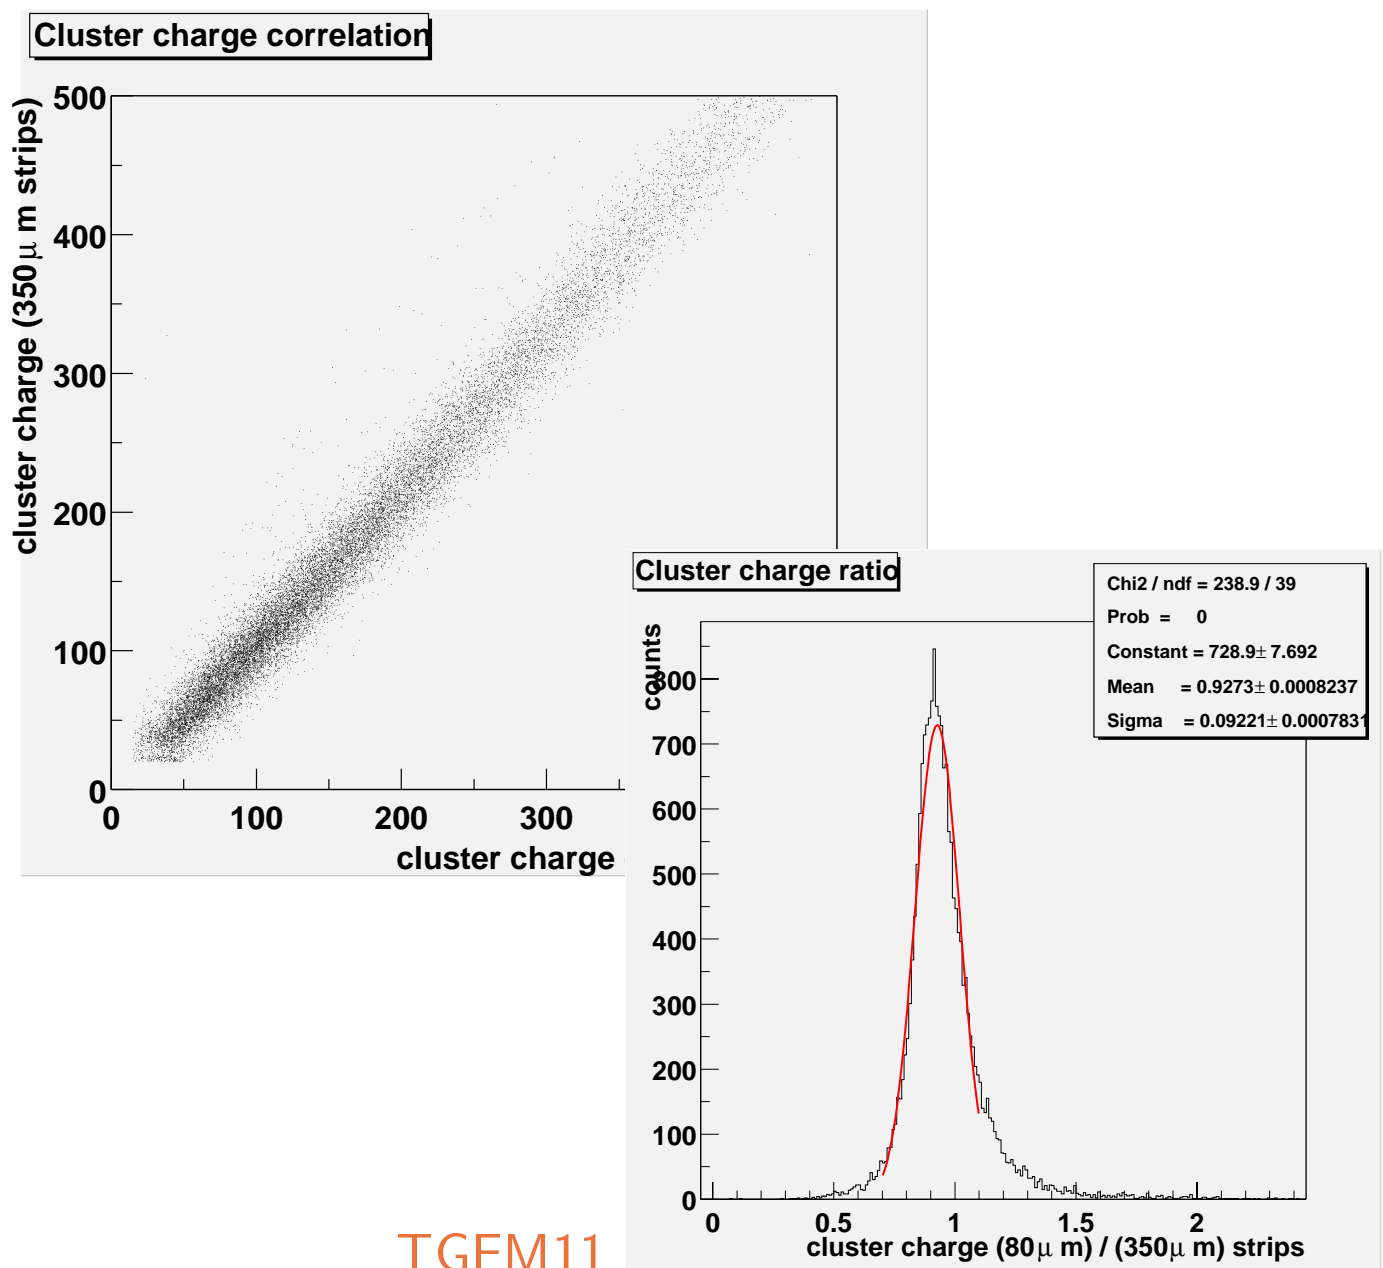 Cluster charge correlation
cluster charge (350μ m strips)
500
400
300
200
100
0
0 100 200 300
cluster charge
Cluster charge ratio
Chi2 / ndf = 238.9 / 39
Prob = 0
Constant = 728.9± 7.692
Mean = 0.9273± 0.0008237
Sigma = 0.09221± 0.0007831
counts
800
700
600
500
400
300
200
100
0
0 0.5 1 1.5 2
cluster charge (80μ m) / (350μ m) strips
TGEM11